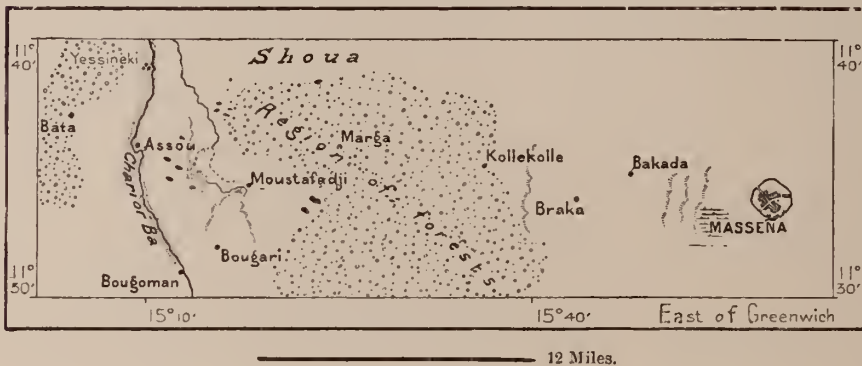 11° 40′
Yessineki
Shoua
11° 40′
Bata
Assou
Region of forests
Marga
Kollekolle
Bakada
Moustafadji
Chari or Ba
Braka
MASSENA
Bougari
Bougoman
11° 50′
11° 30′
15° 10′
15° 40′
East of Greenwich
12 Miles.